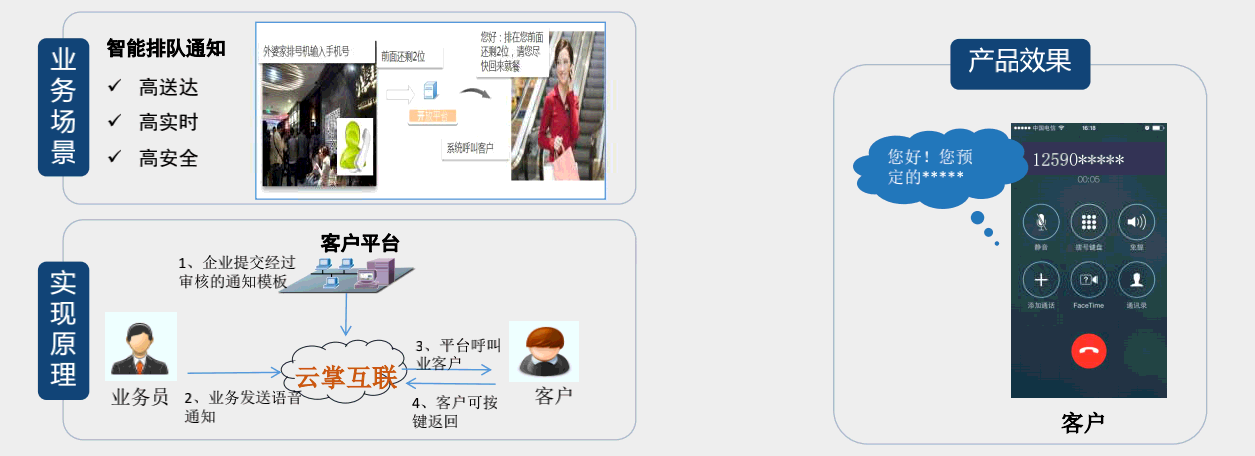 业务场景
智能排队通知
✓ 高送达
✓ 高实时
✓ 高安全
外婆家排号机输入手机号
前面还剩2位
您好：排在您前面
还剩2位，请您尽
快回来就餐
系统呼叫客户
实现原理
客户平台
1、企业提交经过
审核的通知模板
业务员
2、业务发送语音
通知
云掌互联
3、平台呼叫
业客户
4、客户可按
键返回
客户
产品效果
您好！您预
定的*****
中国电信
16:18
12590*****
00:05
静音
拨号键盘
免提
添加通话
FaceTime
通讯录
客户